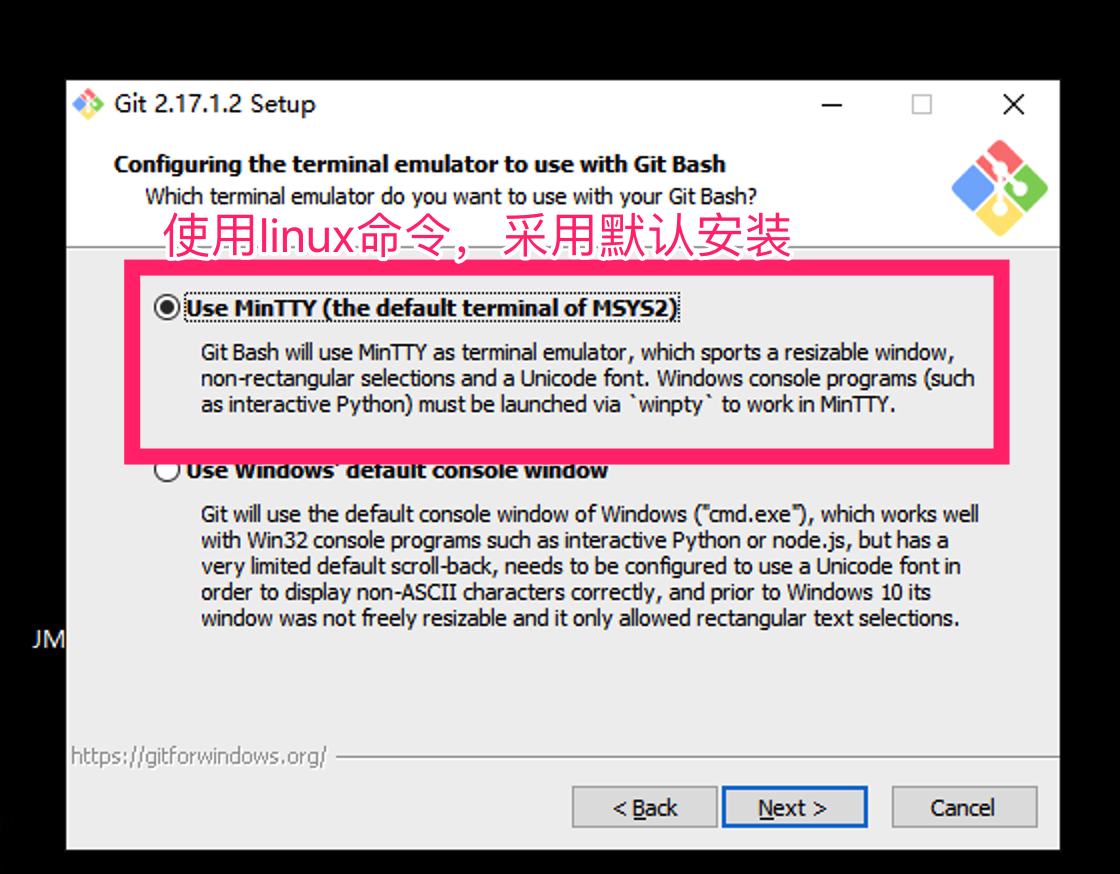 Git 2.17.1.2 Setup
Configuring the terminal emulator to use with Git Bash
Which terminal emulator do you want to use with your Git Bash?
使用linux命令，采用默认安装
Use MinTTY (the default terminal of MSYS2)
Git Bash will use MinTTY as terminal emulator, which sports a resizable window,
non-rectangular selections and a Unicode font. Windows console programs (such
as interactive Python) must be launched via `winpty` to work in MinTTY.
Use Windows' default console window
Git will use the default console window of Windows ("cmd.exe"), which works well
with Win32 console programs such as interactive Python or node.js, but has a
very limited default scroll-back, needs to be configured to use a Unicode font in
order to display non-ASCII characters correctly, and prior to Windows 10 its
window was not freely resizable and it only allowed rectangular text selections.
JM
https://gitforwindows.org/
< Back
Next >
Cancel